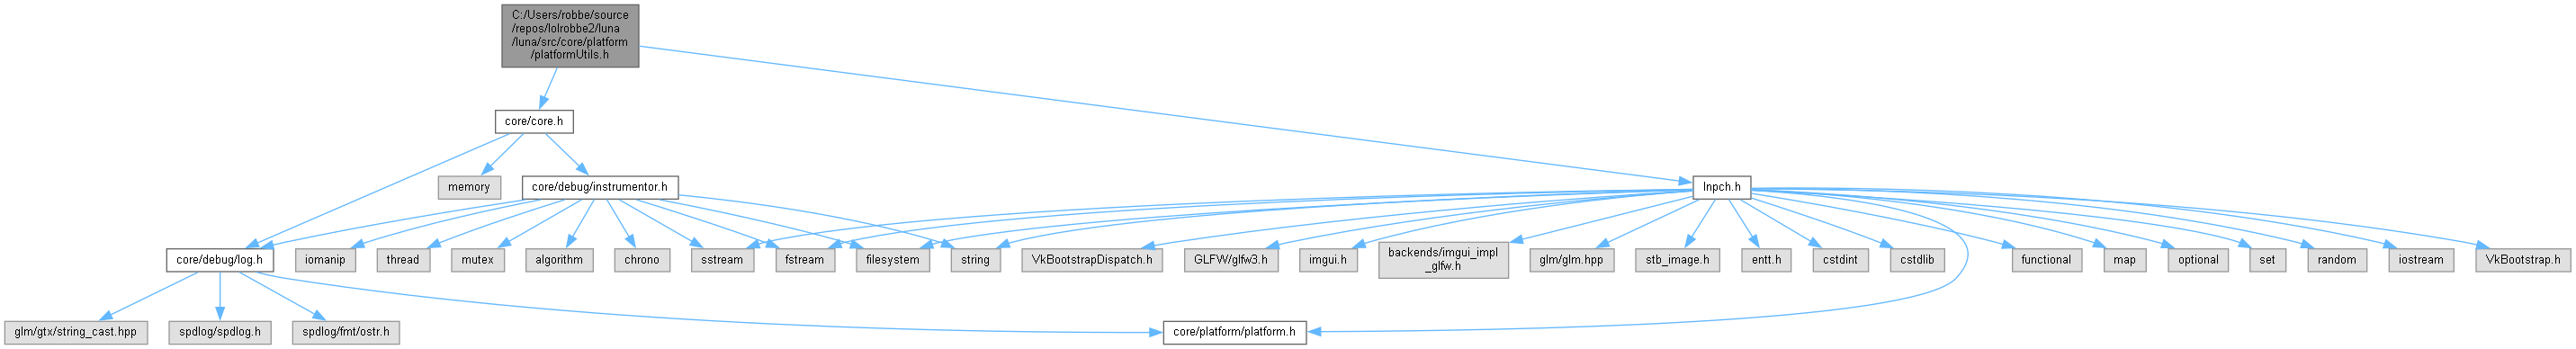 C:/Users/robbe/source
/repos/lolrobbe2/luna
/luna/src/core/platform
/platformUtils.h
core/core.h
memory
core/debug/instrumentor.h
lnpch.h
core/debug/log.h
iomanip
thread
mutex
algorithm
chrono
sstream
fstream
filesystem
string
VkBootstrapDispatch.h
GLFW/glfw3.h
imgui.h
backends/imgui_impl
_glfw.h
glm/glm.hpp
stb_image.h
entt.h
cstdint
cstdlib
functional
map
optional
set
random
iostream
VkBootstrap.h
glm/gtx/string_cast.hpp
spdlog/spdlog.h
spdlog/fmt/ostr.h
core/platform/platform.h